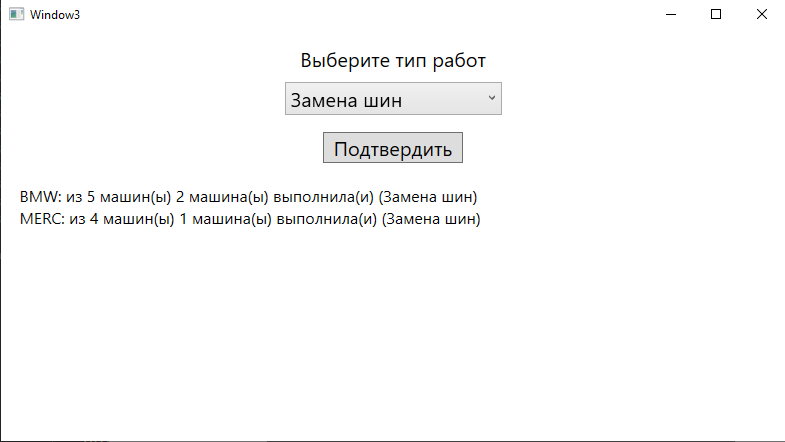 Window3
Выберите тип работ
Замена шин
Подтвердить
BMW: из 5 машин(ы) 2 машина(ы) выполнила(и) (Замена шин)
MERC: из 4 машин(ы) 1 машина(ы) выполнила(и) (Замена шин)